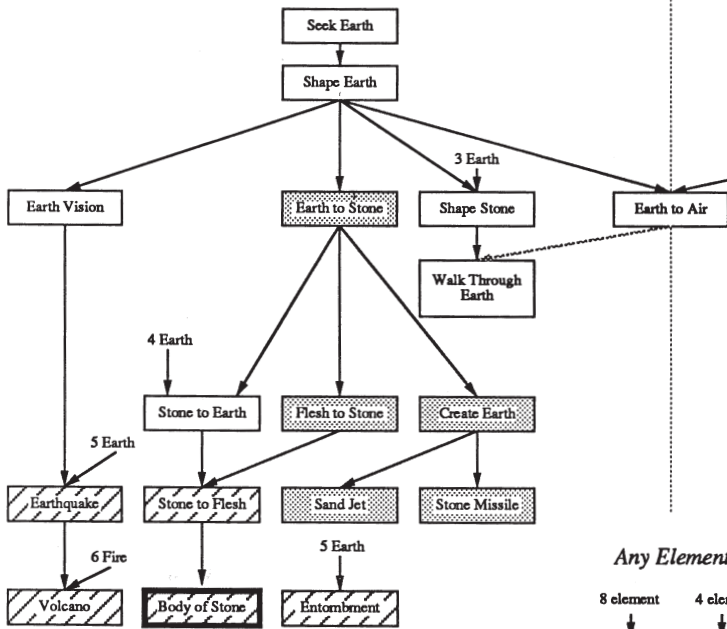 Seek Earth
Shape Earth
3 Earth
Earth Vision
Earth to Stone
Shape Stone
Earth to Air
Walk Through
Earth
4 Earth
Stone to Earth
Flesh to Stone
Create Earth
5 Earth
Earthquake
Stone to Flesh
Sand Jet
Stone Missile
5 Earth
6 Fire
Any Element
8 element
4 ele
Volcano
Body of Stone
Entombment